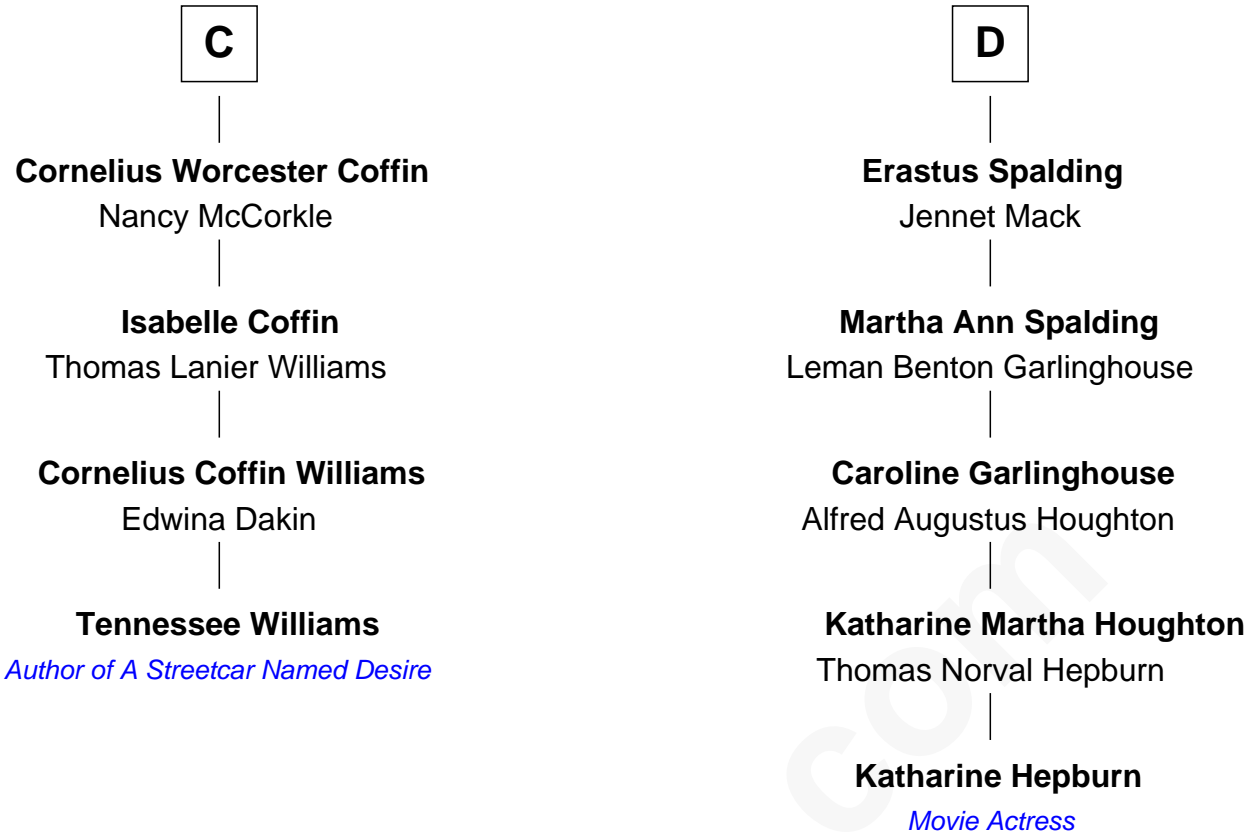 C
Cornelius Worcester Coffin
Nancy McCorkle
Isabelle Coffin
Thomas Lanier Williams
Cornelius Coffin Williams
Edwina Dakin
Tennessee Williams
Author of A Streetcar Named Desire
D
Erastus Spalding
Jennet Mack
Martha Ann Spalding
Leman Benton Garlinghouse
Caroline Garlinghouse
Alfred Augustus Houghton
Katharine Martha Houghton
Thomas Norval Hepburn
Katharine Hepburn
Movie Actress
com